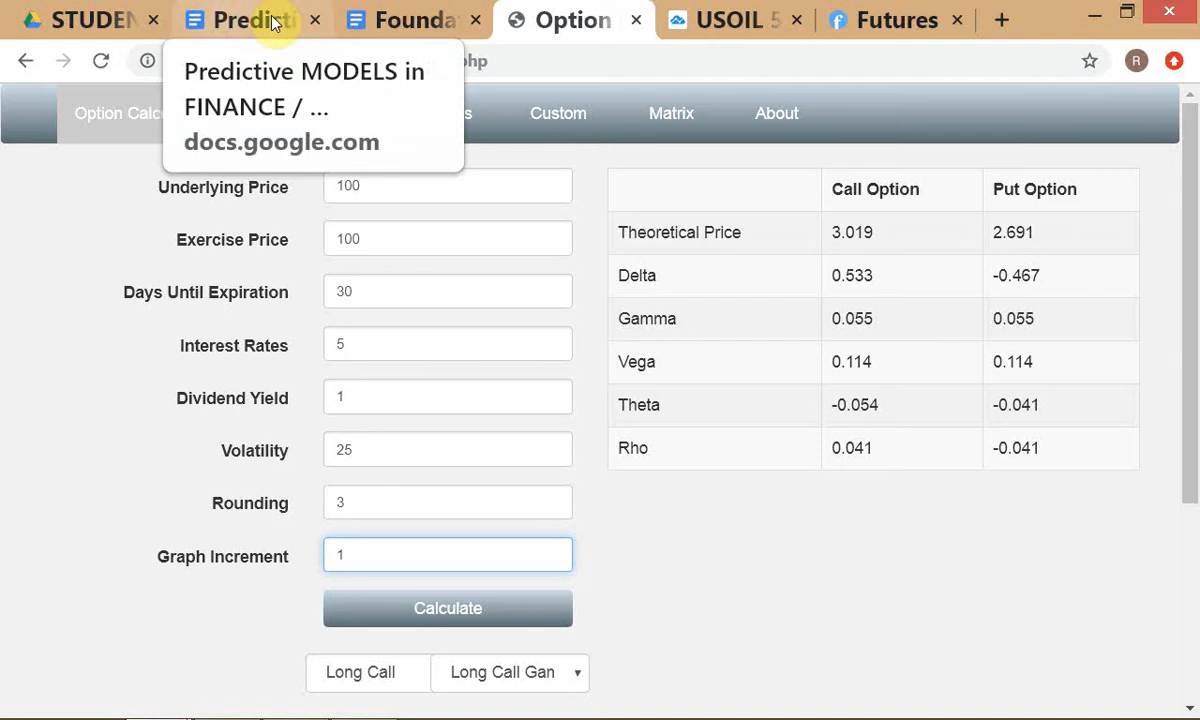 STUDEN
Predicti
Founda
Option
USOIL 5
Futures
Predictive MODELS in
FINANCE / ...
docs.google.com
hp
R
Option Calc
s
Custom
Matrix
About
Underlying Price 100
Exercise Price 100
Days Until Expiration 30
Interest Rates 5
Dividend Yield 1
Volatility 25
Rounding 3
Graph Increment 1
Calculate
Long Call
Long Call Gan
Call Option Put Option
Theoretical Price 3.019 2.691
Delta 0.533 -0.467
Gamma 0.055 0.055
Vega 0.114 0.114
Theta -0.054 -0.041
Rho 0.041 -0.041